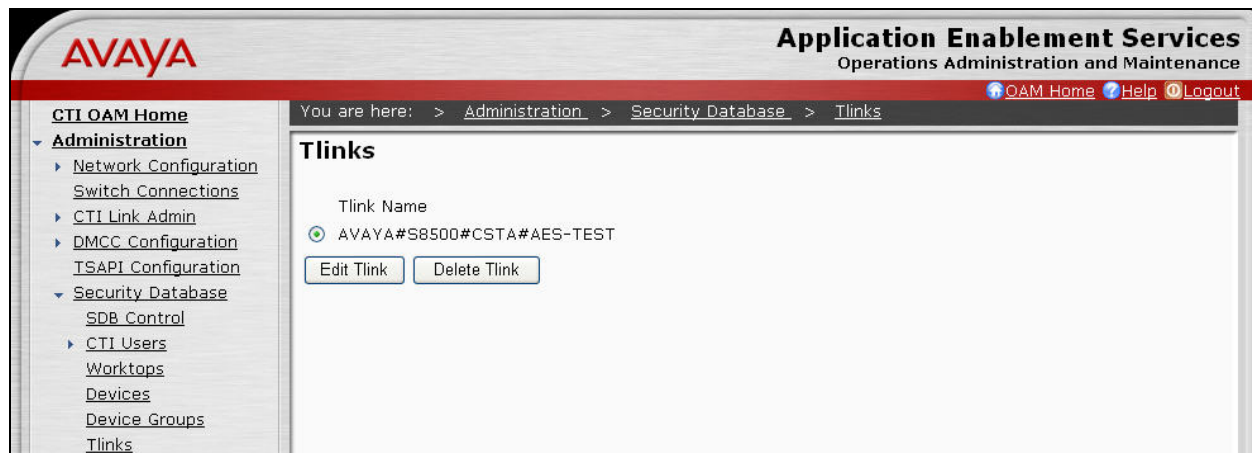 AVAYA
Application Enablement Services
Operations Administration and Maintenance
OAM Home Help Logout
CTI OAM Home
Administration
Network Configuration
Switch Connections
CTI Link Admin
DMCC Configuration
TSAPI Configuration
Security Database
SDB Control
CTI Users
Worktops
Devices
Device Groups
Tlinks
You are here: > Administration > Security Database > Tlinks
Tlinks
Tlink Name
AVAYA#S8500#CSTA#AES-TEST
Edit Tlink Delete Tlink